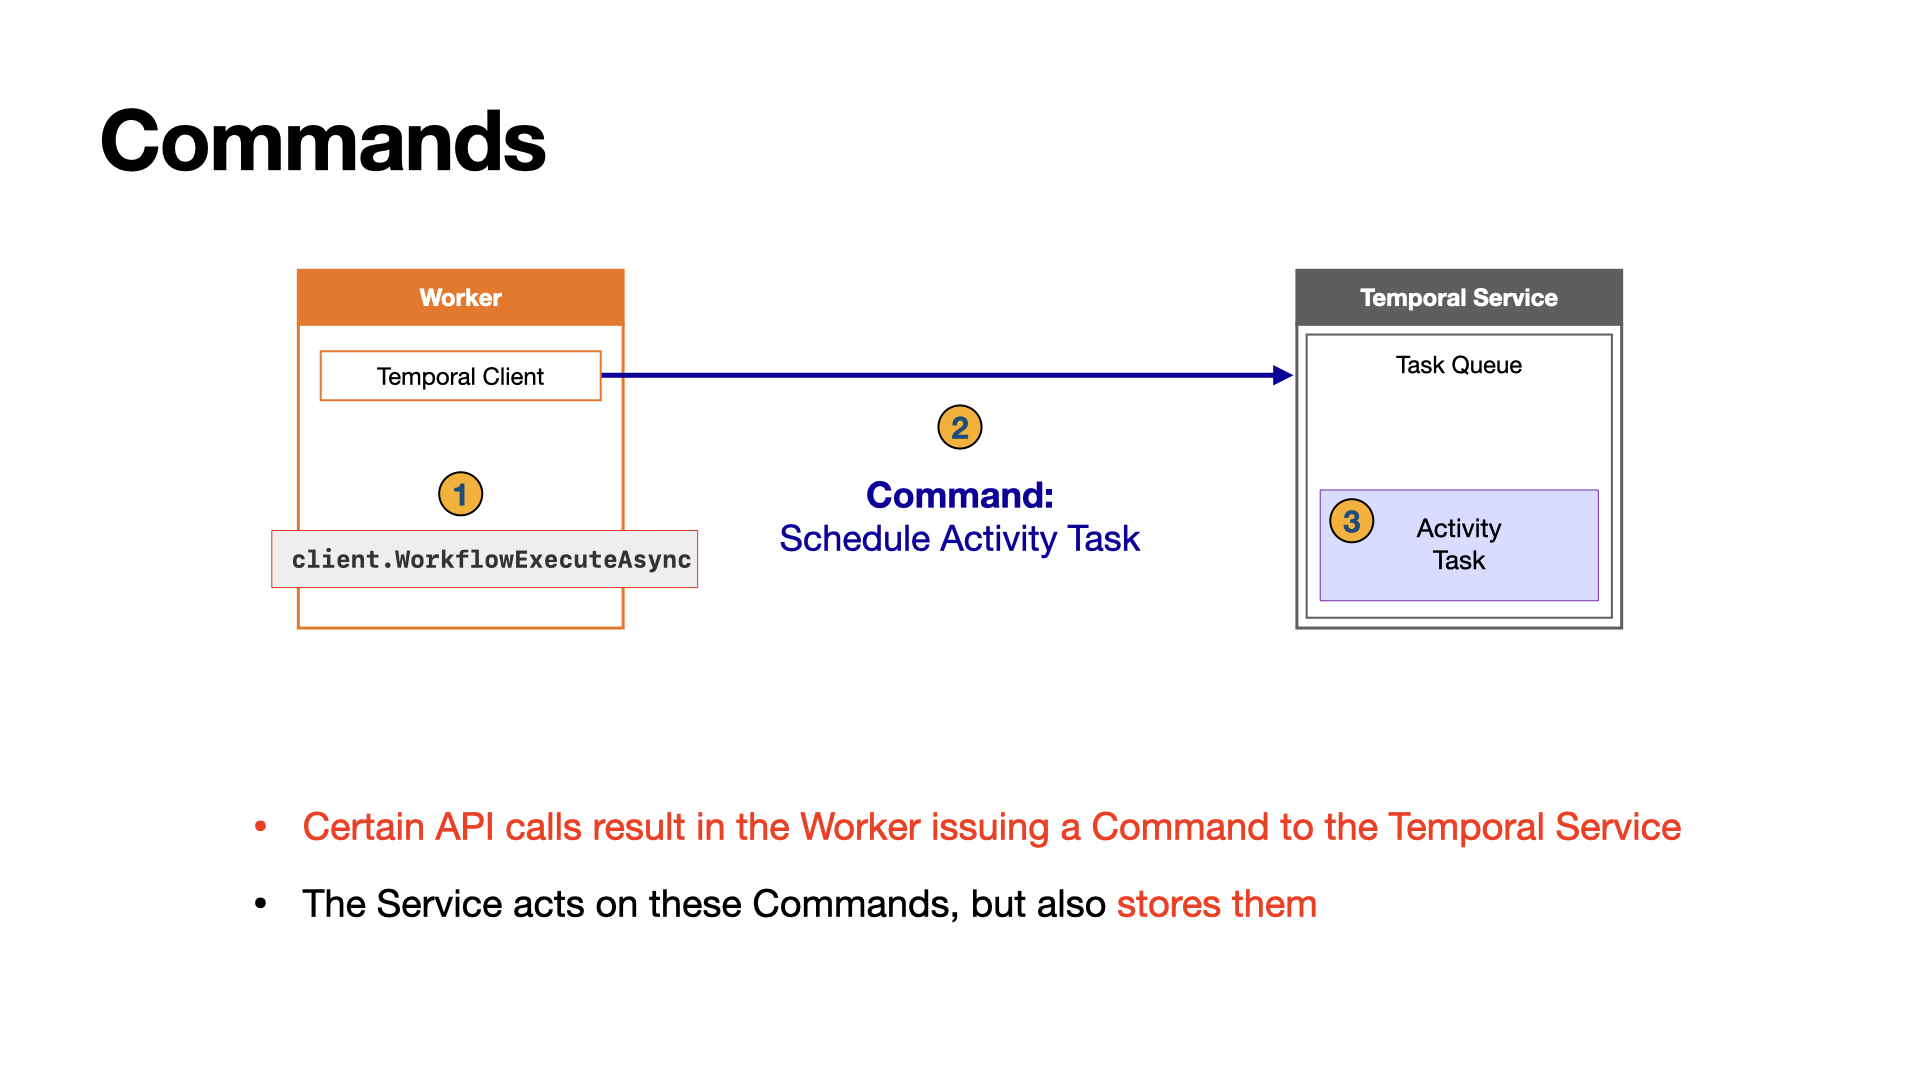 Commands
Worker
Temporal Client
1
client.WorkflowExecuteAsync
2
Command:
Schedule Activity Task
Temporal Service
Task Queue
3
Activity
Task
• Certain API calls result in the Worker issuing a Command to the Temporal Service
• The Service acts on these Commands, but also stores them